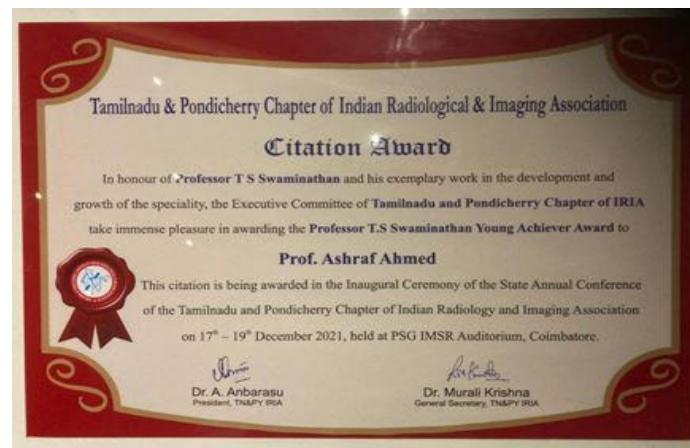 Tamilnadu & Pondicherry Chapter of Indian Radiological & Imaging Association
Citation Award
In honour of Professor T S Swaminathan and his exemplary work in the development and
growth of the speciality, the Executive Committee of Tamilnadu and Pondicherry Chapter of IRIA
take immense pleasure in awarding the Professor T.S Swaminathan Young Achiever Award to
Prof. Ashraf Ahmed
This citation is being awarded in the Inaugural Ceremony of the State Annual Conference
of the Tamilnadu and Pondicherry Chapter of Indian Radiology and Imaging Association
on 17th – 19th December 2021, held at PSG IMSR Auditorium, Coimbatore.
Dr. A. Anbarasu
President, TN&PY IRIA
Dr. Murali Krishna
General Secretary, TN&PY IRIA